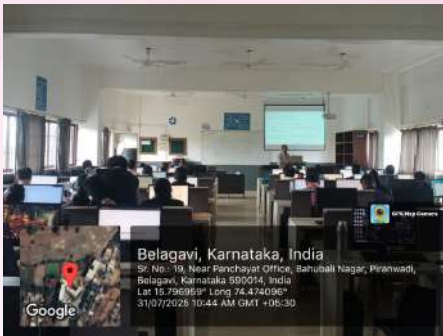 GPS Map Camera
Belagavi, Karnataka, India
Sr. No.: 19, Near Panchayat Office, Bahubali Nagar, Piranwadi,
Belagavi, Karnataka 590014, India
Lat 15.796959° Long 74.474096°
31/07/2025 10:44 AM GMT +05:30
Google